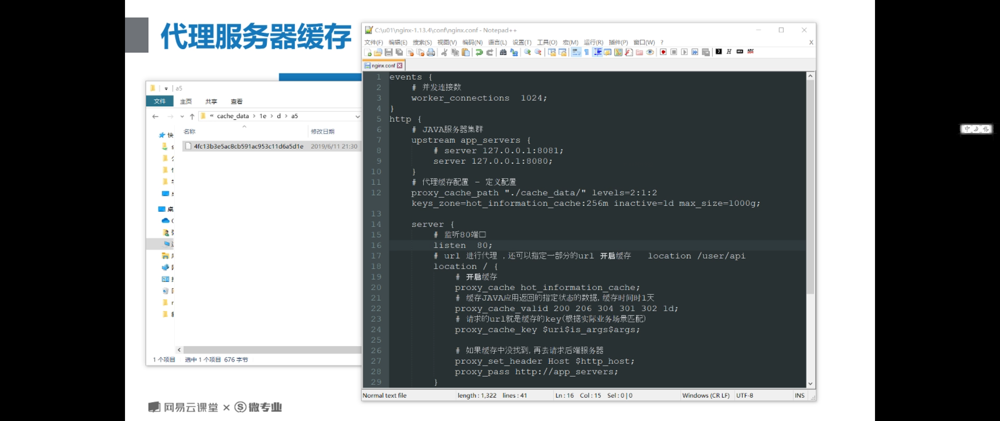 代理服务器缓存
C:\u01\nginx-1.13.4\conf\nginx.conf - Notepad++
文件(F) 编辑(E) 搜索(S) 视图(V) 编码(N) 语言(L) 设置(T) 工具(O) 宏(M) 运行(R) 插件(P) 窗口(W) ? X
nginx.conf
1 events {
2 # 并发连接数
3 worker_connections  1024;
4 }
5 http {
6 # JAVA服务器集群
7 upstream app_servers {
8 # server 127.0.0.1:8081;
9 server 127.0.0.1:8080;
10 }
11 # 代理缓存配置 - 定义配置
12 proxy_cache_path "./cache_data/" levels=2:1:2
keys_zone=hot_information_cache:256m inactive=1d max_size=1000g;
13
14 server {
15 # 监听80端口
16 listen  80;
17 # url 进行代理 ,还可以指定一部分的url 开启缓存   location /user/api
18 location / {
19 # 开启缓存
20 proxy_cache hot_information_cache;
21 # 缓存JAVA应用返回的指定状态的数据,缓存时间时1天
22 proxy_cache_valid 200 206 304 301 302 1d;
23 # 请求的url就是缓存的key(根据实际业务场景匹配)
24 proxy_cache_key $uri$is_args$args;
25
26 # 如果缓存中没找到,再去请求后端服务器
27 proxy_set_header Host $http_host;
28 proxy_pass http://app_servers;
29 }
Normal text file length : 1,322 lines : 41 Ln : 16 Col : 15 Sel : 0 | 0 Windows (CR LF) UTF-8 INS
a5
文件 主页 共享 查看
« cache_data › 1e › d › a5
名称 修改日期
4fc13b3e5ac8cb591ac953c11d6a5d1e 2019/6/11 21:30
快
桌
1 个项目 选中 1 个项目 676 字节
网易云课堂 × 微专业
中